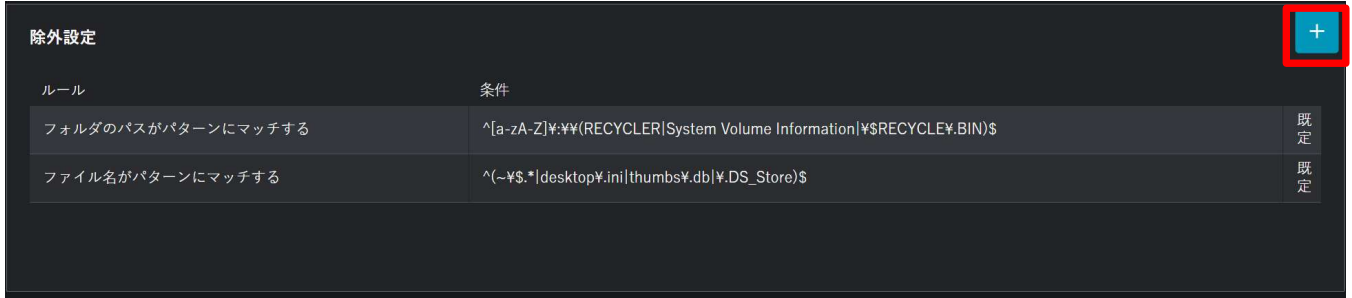 除外設定
+
ルール 条件
フォルダのパスがパターンにマッチする ^[a-zA-Z]¥:¥¥(RECYCLER|System Volume Information|¥$RECYCLE¥.BIN)$ 既定
ファイル名がパターンにマッチする ^(~¥$.*|desktop¥.ini|thumbs¥.db|¥.DS_Store)$ 既定